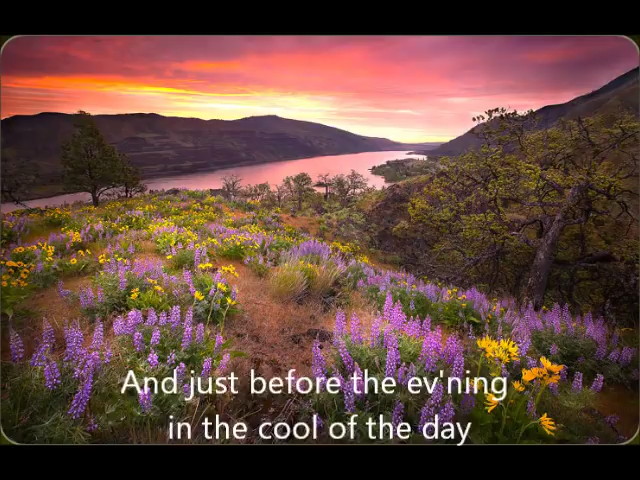 And just before the ev'ning
in the cool of the day